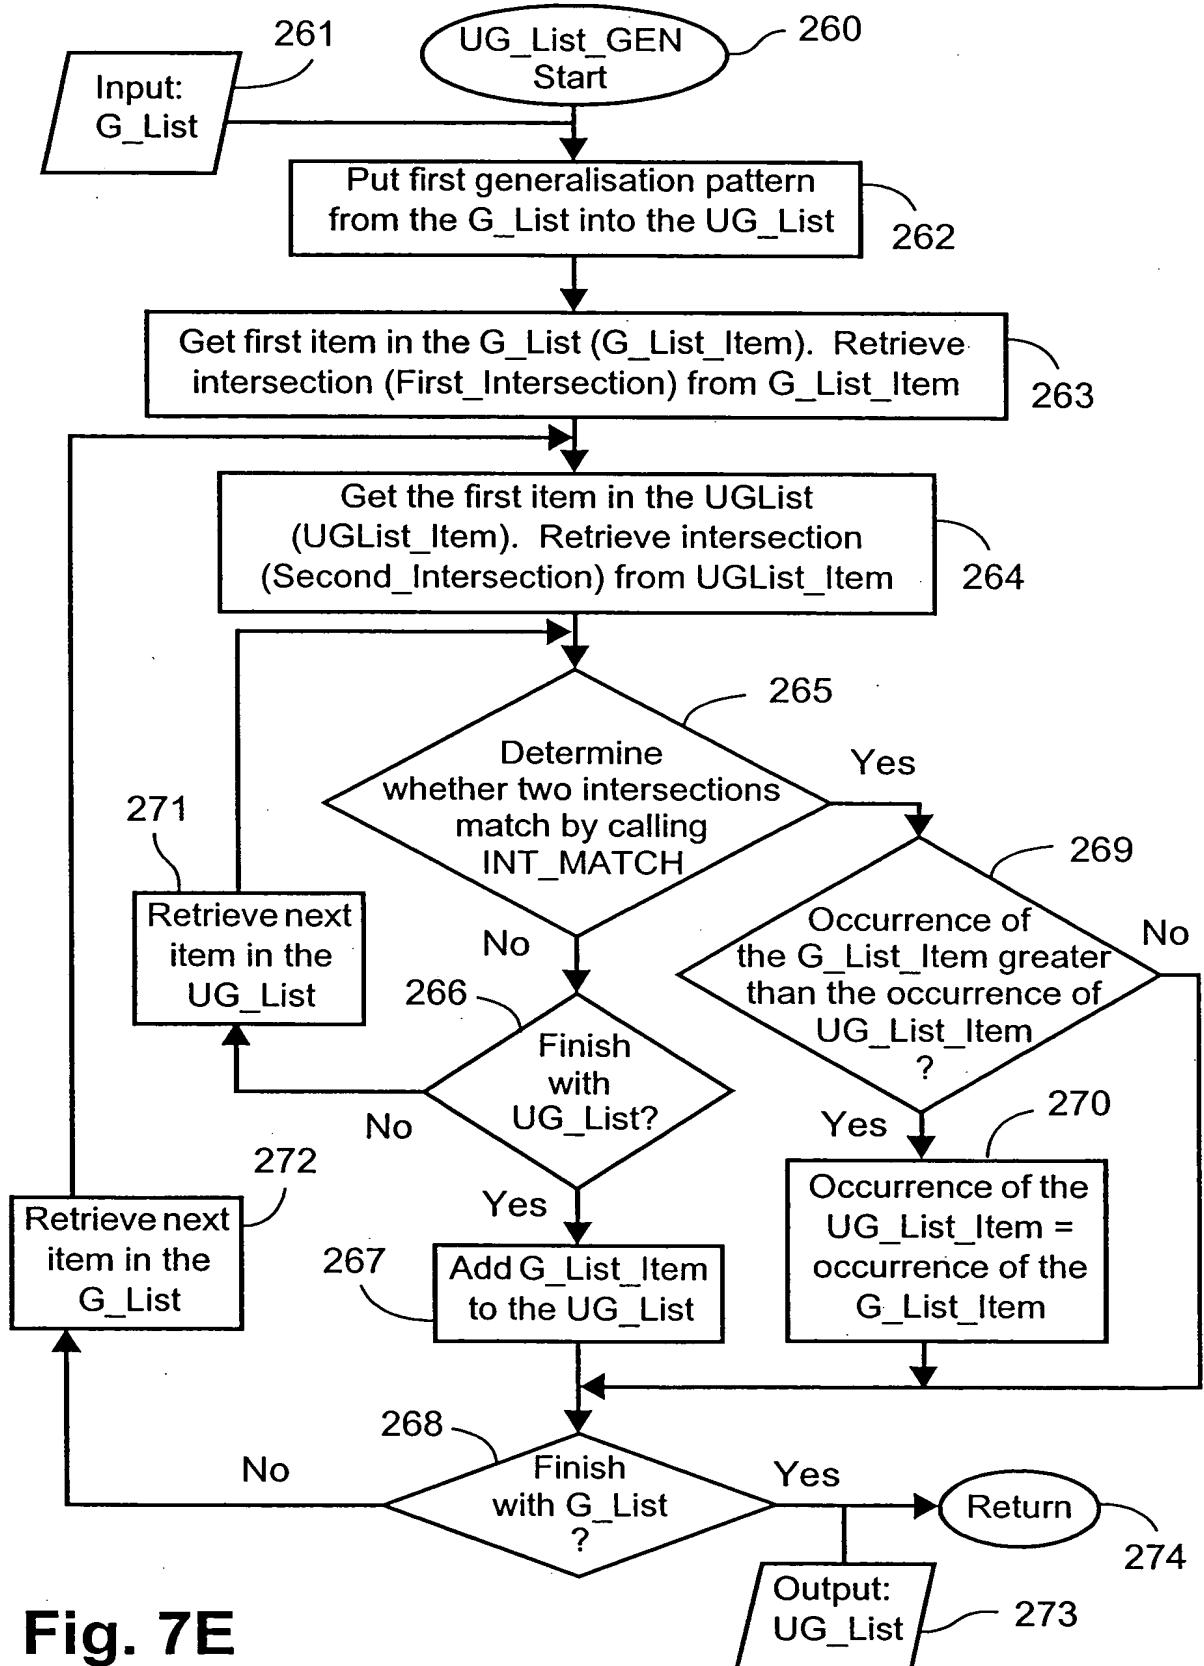 261
UG_List_GEN
Start
260
Input:
G_List
Put first generalisation pattern
from the G_List into the UG_List
262
Get first item in the G_List (G_List_Item). Retrieve
intersection (First_Intersection) from G_List_Item
263
Get the first item in the UGList
(UGList_Item). Retrieve intersection
(Second_Intersection) from UGList_Item
264
265
Determine
whether two intersections
match by calling
INT_MATCH
Yes
No
271
Retrieve next
item in the
UG_List
269
Occurrence of
the G_List_Item greater
than the occurrence of
UG_List_Item
?
No
Yes
266
Finish
with
UG_List?
No
Yes
270
Occurrence of the
UG_List_Item =
occurrence of the
G_List_Item
272
Retrieve next
item in the
G_List
267
Add G_List_Item
to the UG_List
268
Finish
with G_List
?
No
Yes
Return
274
Output:
UG_List
273
Fig. 7E